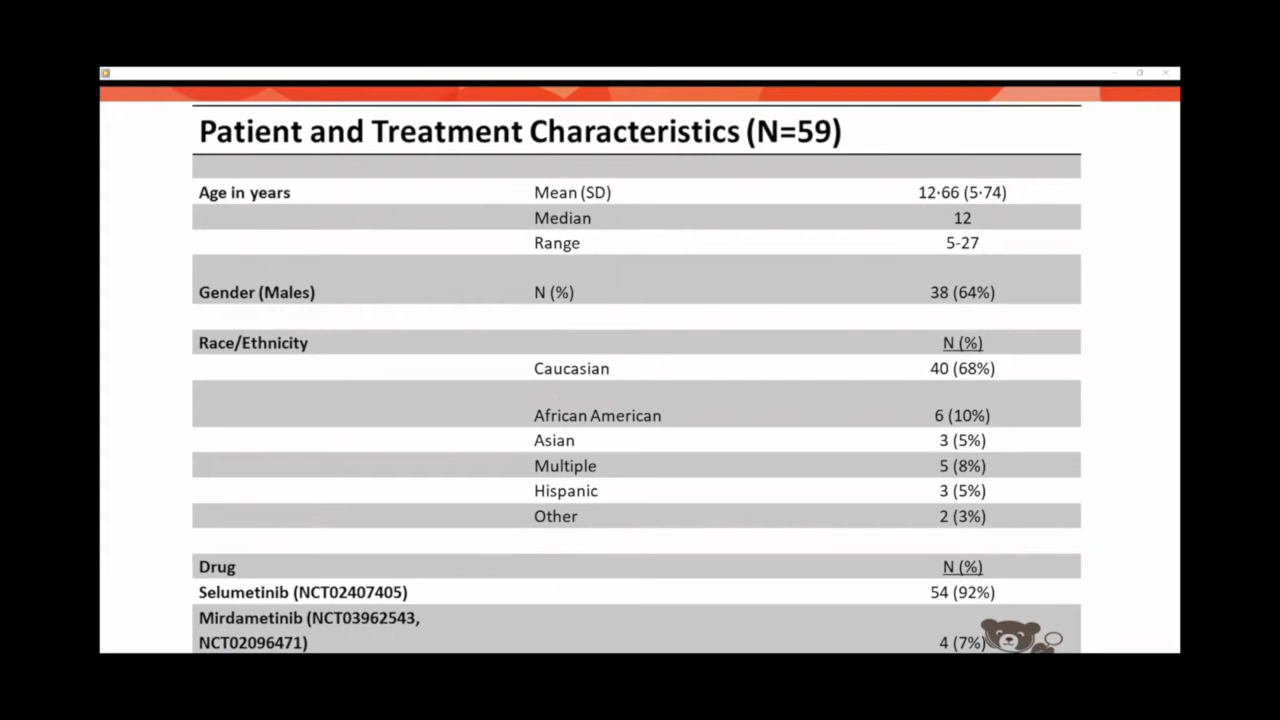 Patient and Treatment Characteristics (N=59)
Age in years Mean (SD) 12·66 (5·74)
Median 12
Range 5-27
Gender (Males) N (%) 38 (64%)
Race/Ethnicity N (%)
Caucasian 40 (68%)
African American 6 (10%)
Asian 3 (5%)
Multiple 5 (8%)
Hispanic 3 (5%)
Other 2 (3%)
Drug N (%)
Selumetinib (NCT02407405) 54 (92%)
Mirdametinib (NCT03962543,
NCT02096471) 4 (7%)